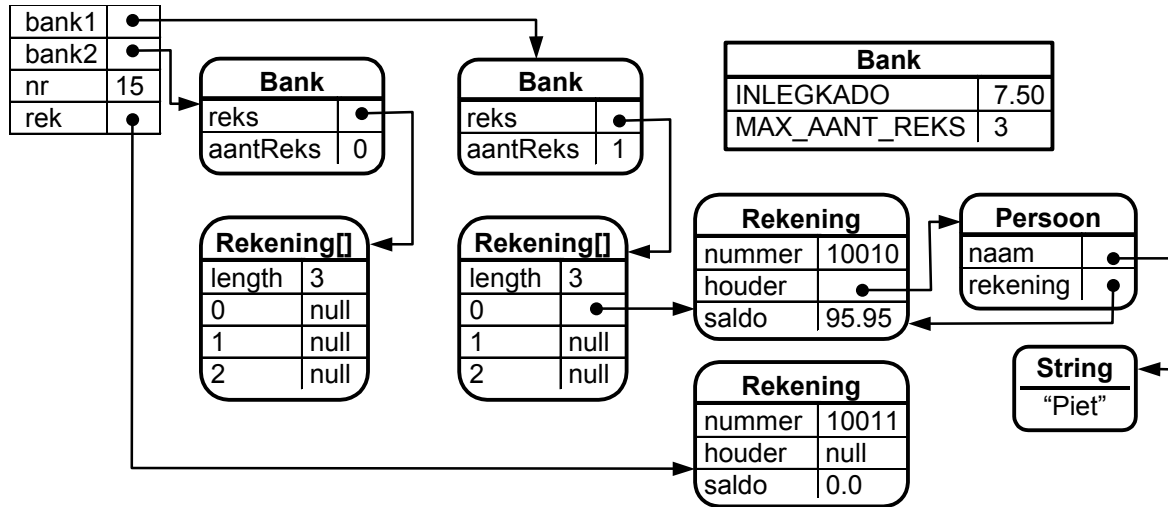 bank1
bank2
nr 15
rek
Bank
reks
aantReks 0
Bank
reks
aantReks 1
Bank
INLEGKADO 7.50
MAX_AANT_REKS 3
Rekening[]
length 3
0 null
1 null
2 null
Rekening[]
length 3
0
1 null
2 null
Rekening
nummer 10010
houder
saldo 95.95
Persoon
naam
rekening
String
“Piet”
Rekening
nummer 10011
houder null
saldo 0.0